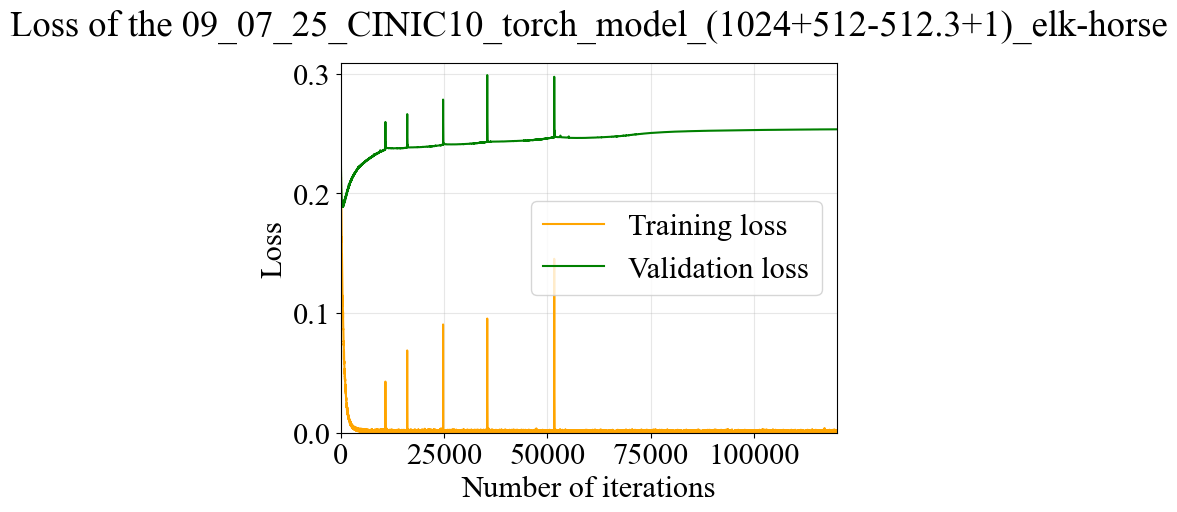 Loss of the 09_07_25_CINIC10_torch_model_(1024+512-512.3+1)_elk-horse
0.3
0.2
0.1
0.0
Loss
Training loss
Validation loss
0 25000 50000 75000 100000
Number of iterations